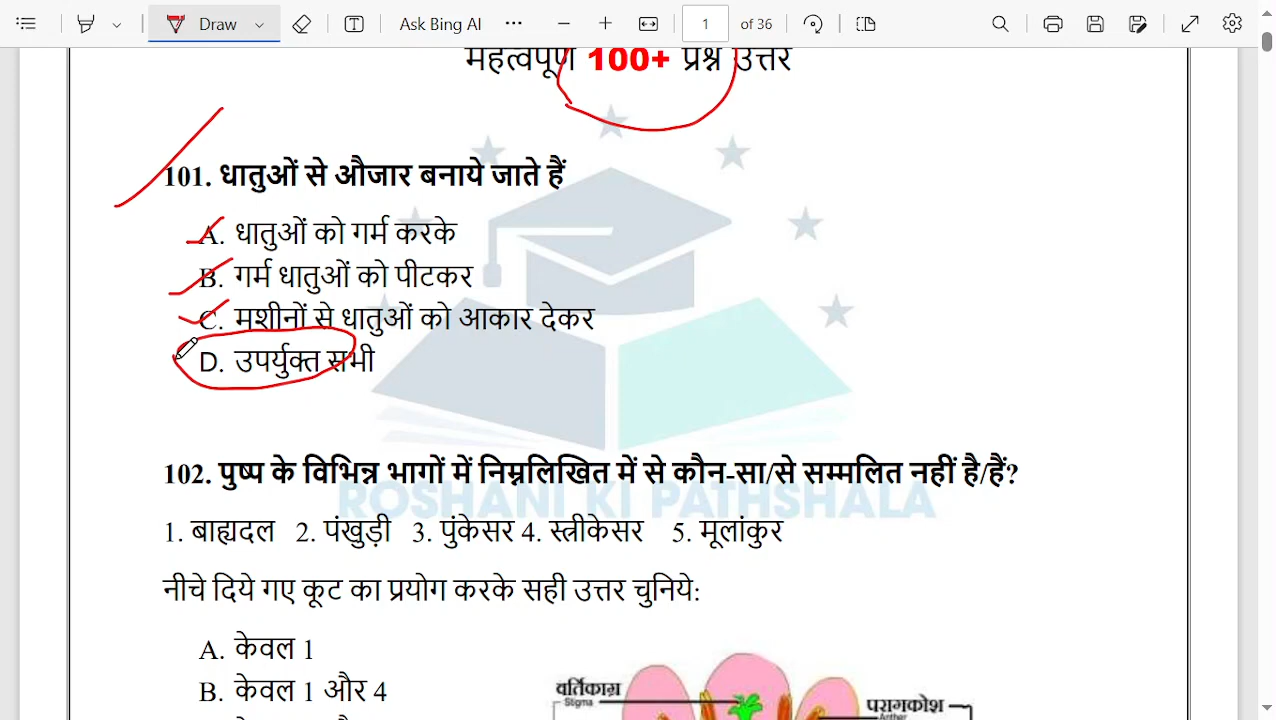 Draw
Ask Bing AI
1 of 36
महत्वपूर्ण 100+ प्रश्न उत्तर
101. धातुओं से औजार बनाये जाते हैं
A. धातुओं को गर्म करके
B. गर्म धातुओं को पीटकर
C. मशीनों से धातुओं को आकार देकर
D. उपर्युक्त सभी
102. पुष्प के विभिन्न भागों में निम्नलिखित में से कौन-सा/से सम्मलित नहीं है/हैं?
ROSHANI KI PATHSHALA
1. बाह्यदल 2. पंखुड़ी 3. पुंकेसर 4. स्त्रीकेसर 5. मूलांकुर
नीचे दिये गए कूट का प्रयोग करके सही उत्तर चुनिये:
A. केवल 1
B. केवल 1 और 4
वर्तिकाग्र
Stigma
परागकोश
Anther